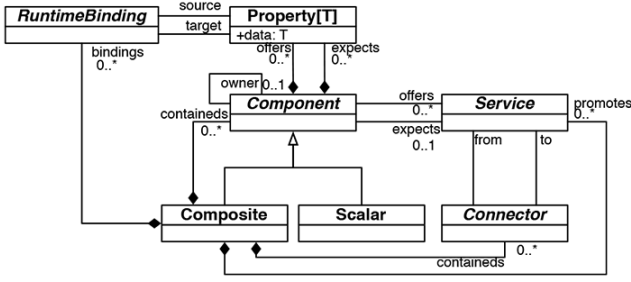 source
RuntimeBinding
Property[T]
target
+data: T
bindings
0..*
offers
0..*
expects
0..*
owner
0..1
containeds
0..*
Component
offers
0..*
Service
promotes
0..*
expects
0..1
from
to
Composite
Scalar
Connector
0..*
containeds